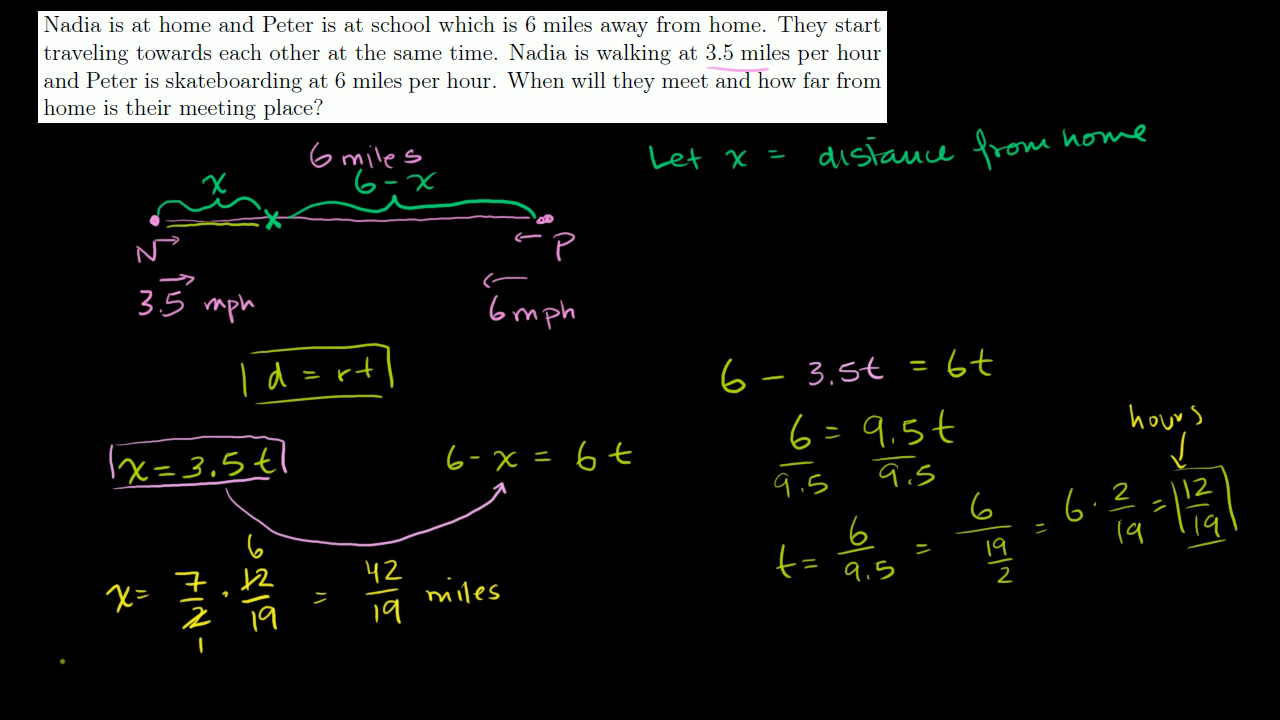 Nadia is at home and Peter is at school which is 6 miles away from home. They start
traveling towards each other at the same time. Nadia is walking at 3.5 miles per hour
and Peter is skateboarding at 6 miles per hour. When will they meet and how far from
home is their meeting place?
Let x = distance from home
6 miles
x 6 - x
N P
3.5 mph 6 mph
d = rt
6 - 3.5t = 6t
6/9.5 = 9.5t/9.5
hours
x = 3.5t 6 - x = 6t
t = 6/9.5 = 6/(19/2) = 6 · 2/19 = 12/19
6
x = 7/2 · 12/19 = 42/19 miles
1